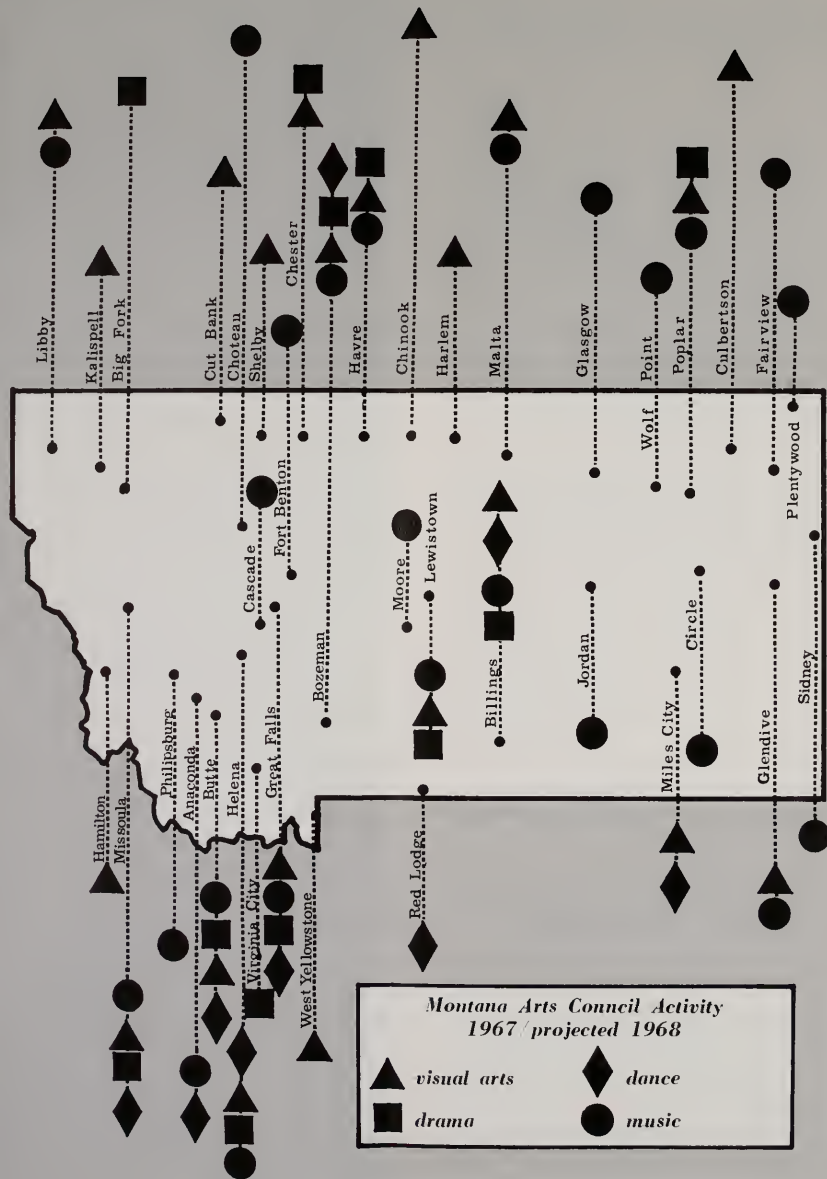 Libby
Kalispell
Big Fork
Cut Bank
Choteau
Shelby
Chester
Havre
Chinook
Harlem
Malta
Glasgow
Wolf Point
Poplar
Culbertson
Fairview
Plentywood
Cascade
Fort Benton
Moore
Lewistown
Bozeman
Billings
Jordan
Circle
Miles City
Glendive
Sidney
Hamilton
Missoula
Philipsburg
Anaconda
Butte
Helena
Virginia City
Great Falls
West Yellowstone
Red Lodge
Montana Arts Council Activity
1967/projected 1968
visual arts
dance
drama
music